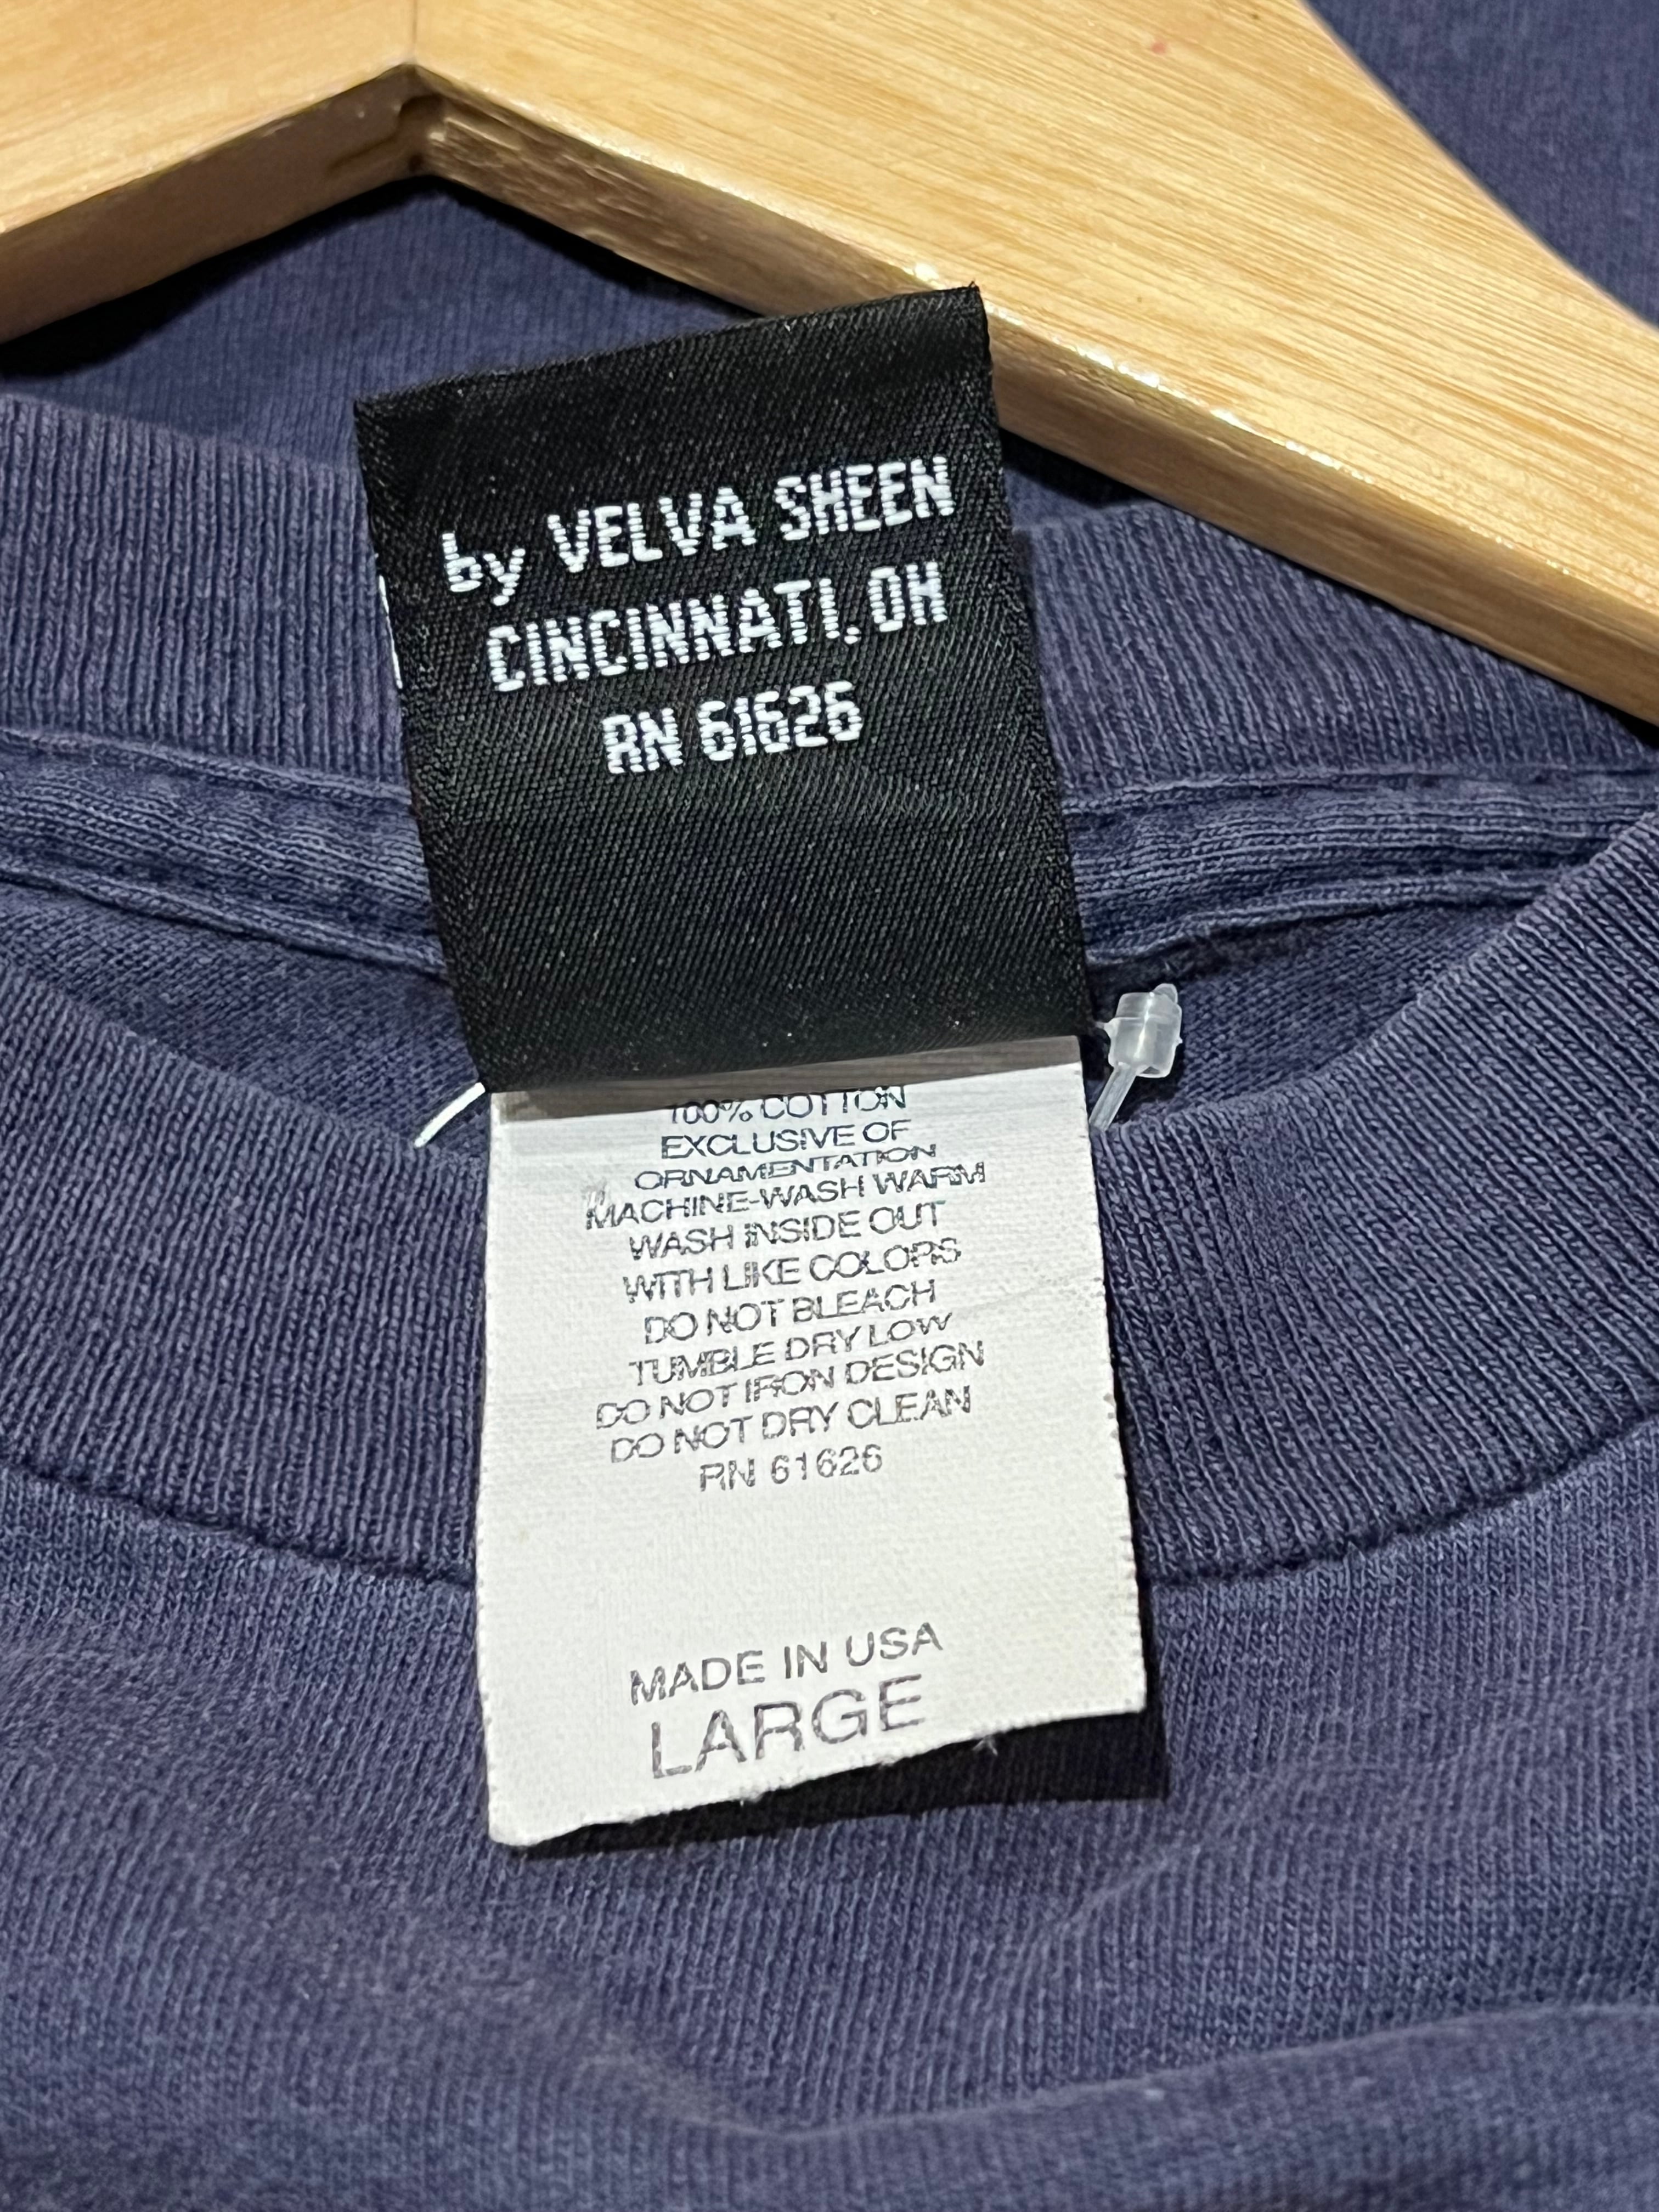 by VELVA SHEEN
CINCINNATI, OH
RN 61626
100% COTTON
EXCLUSIVE OF
ORNAMENTATION
MACHINE-WASH WARM
WASH INSIDE OUT
WITH LIKE COLORS
DO NOT BLEACH
TUMBLE DRY LOW
DO NOT IRON DESIGN
DO NOT DRY CLEAN
RN 61626
MADE IN USA
LARGE